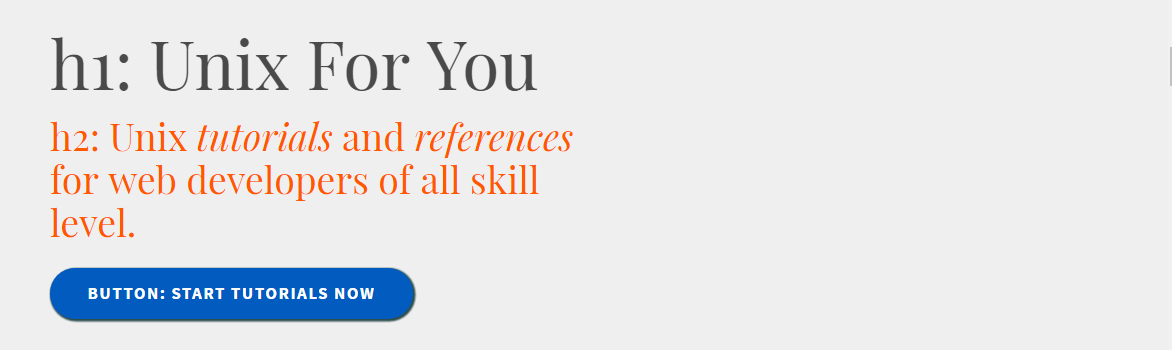 h1: Unix For You
h2: Unix tutorials and references
for web developers of all skill
level.
BUTTON: START TUTORIALS NOW